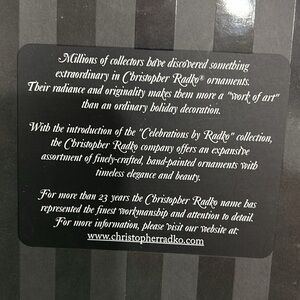 Millions of collectors have discovered something
extraordinary in Christopher Radko® ornaments.
Their radiance and originality makes them more a "work of art"
than an ordinary holiday decoration.
With the introduction of the "Celebrations by Radko" collection,
the Christopher Radko company offers an expansive
assortment of finely-crafted, hand-painted ornaments with
timeless elegance and beauty.
For more than 23 years the Christopher Radko name has
represented the finest workmanship and attention to detail.
For more information, please visit our website at:
www.christopherradko.com